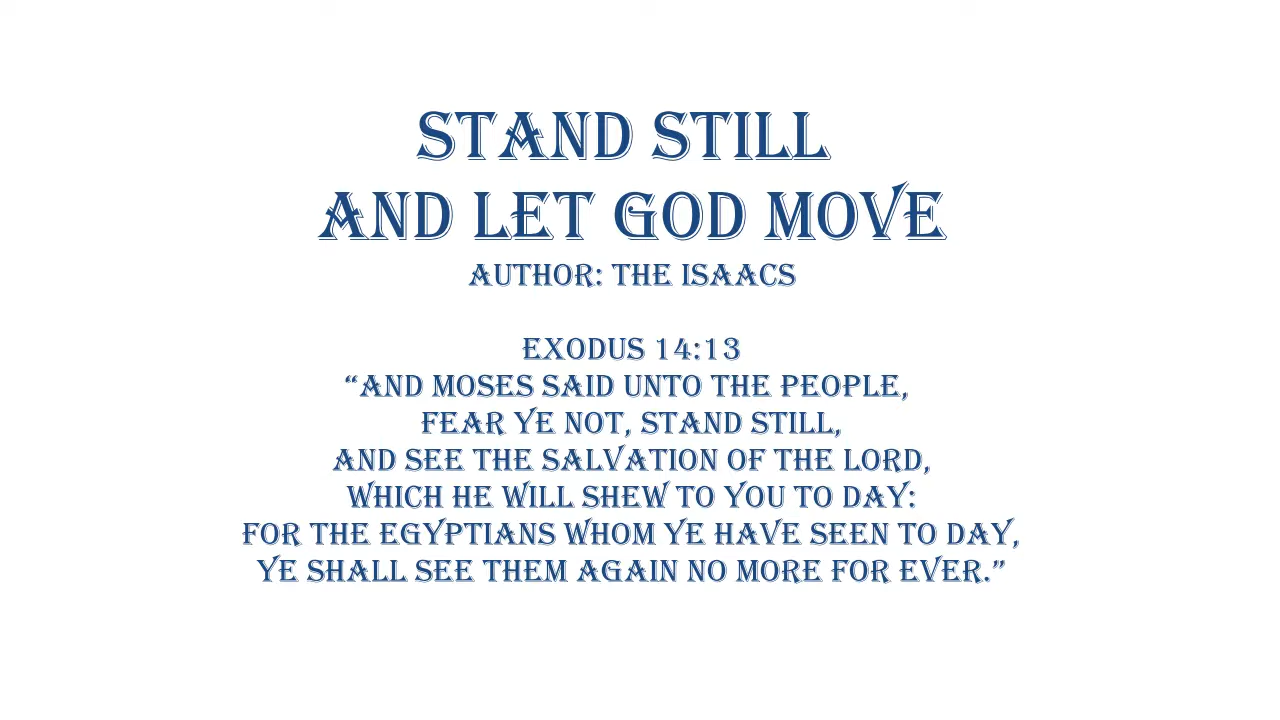 STAND STILL
AND LET GOD MOVE
AUTHOR: THE ISAACS
EXODUS 14:13
“AND MOSES SAID UNTO THE PEOPLE,
FEAR YE NOT, STAND STILL,
AND SEE THE SALVATION OF THE LORD,
WHICH HE WILL SHEW TO YOU TO DAY:
FOR THE EGYPTIANS WHOM YE HAVE SEEN TO DAY,
YE SHALL SEE THEM AGAIN NO MORE FOR EVER.”